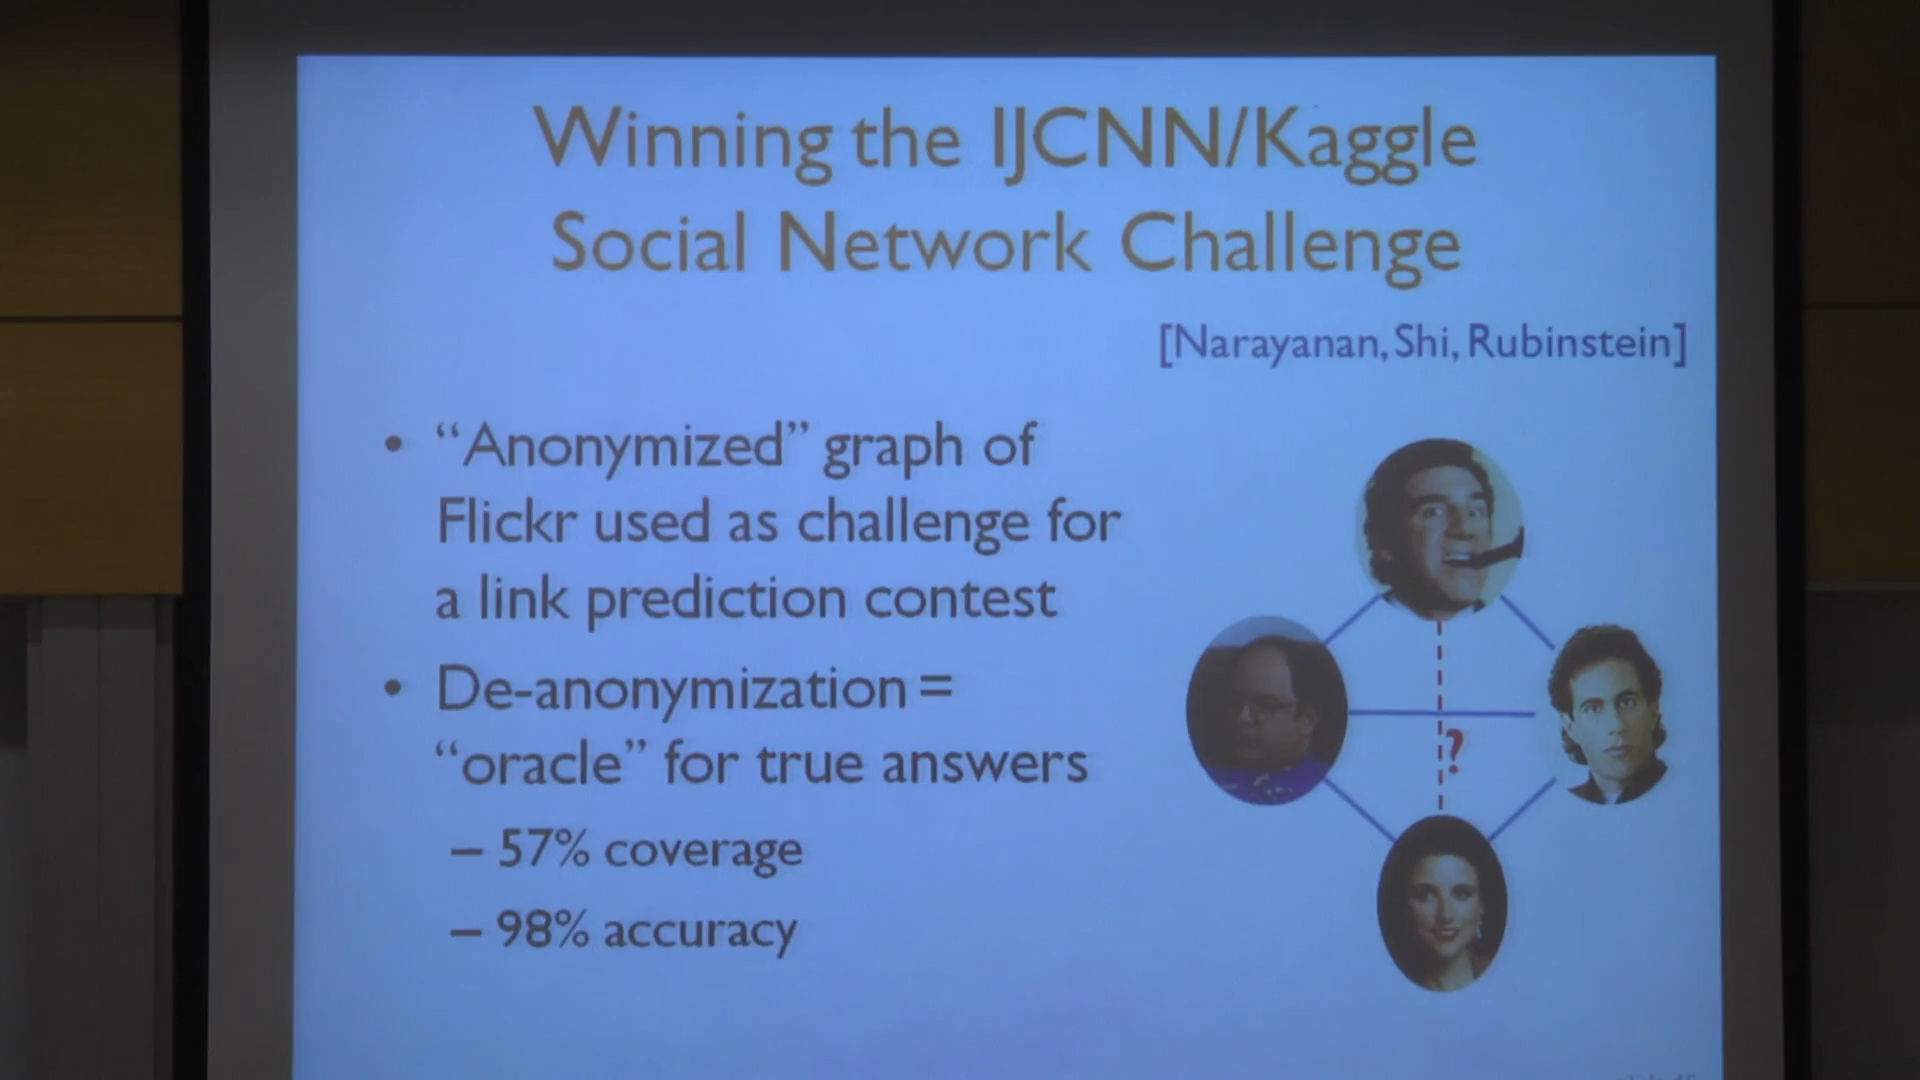 Winning the IJCNN/Kaggle
Social Network Challenge
[Narayanan, Shi, Rubinstein]
• “Anonymized” graph of
Flickr used as challenge for
a link prediction contest
• De-anonymization =
“oracle” for true answers
– 57% coverage
– 98% accuracy
?